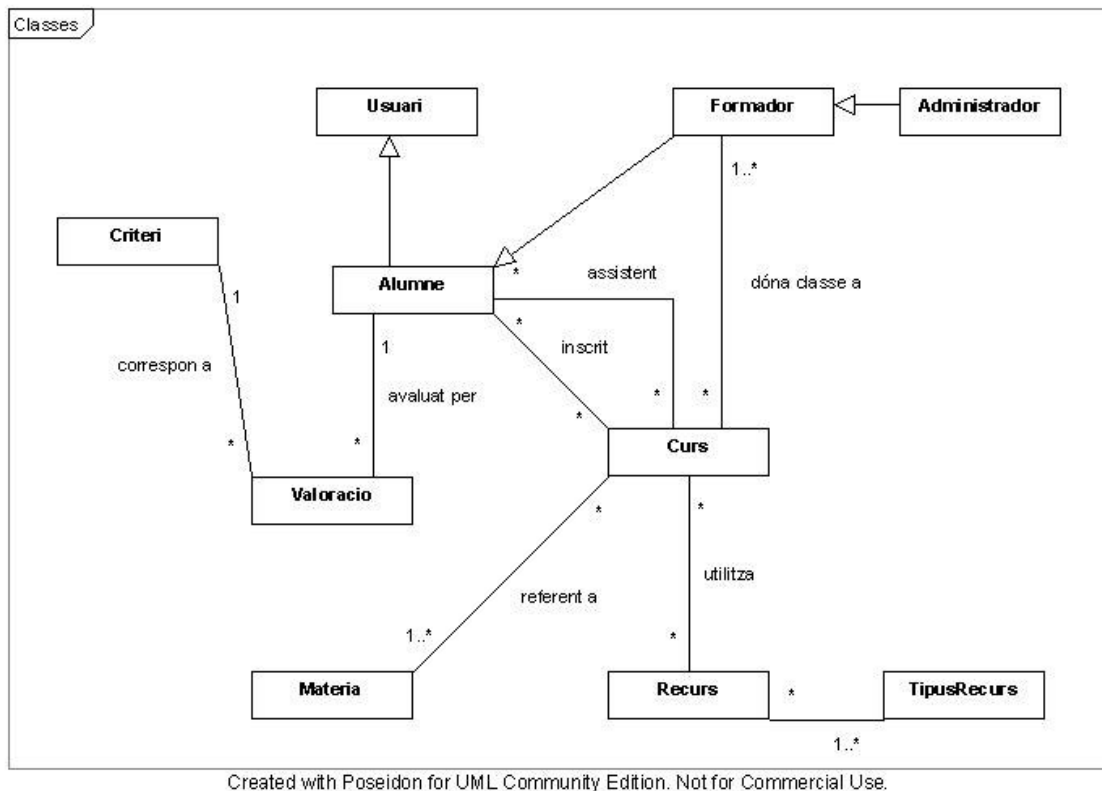 Classes
Usuari
Formador
Administrador
1..*
Criteri
Alumne
*
assistent
dóna classe a
1
1
*
inscrit
correspon a
avaluat per
*
*
*
*
*
Curs
Valoracio
*
*
utilitza
referent a
1..*
*
Materia
Recurs
*
TipusRecurs
1..*
Created with Poseidon for UML Community Edition. Not for Commercial Use.